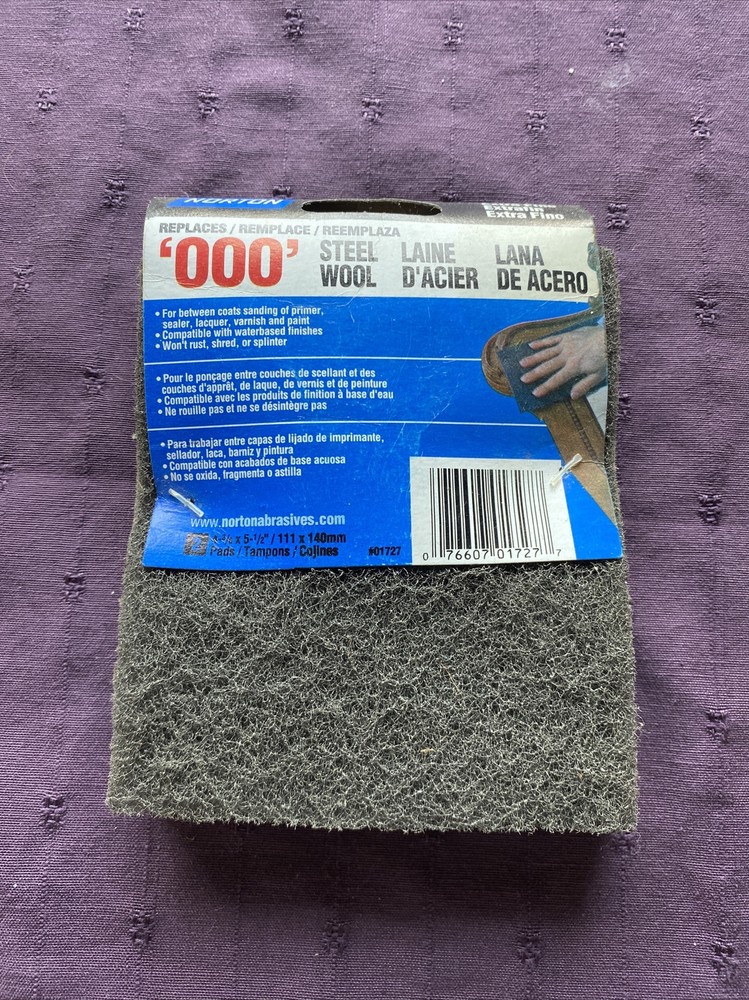 NORTON
Extrafin
Extra Fino
REPLACES / REMPLACE / REEMPLAZA
'000' STEEL WOOL LAINE D'ACIER LANA DE ACERO
• For between coats sanding of primer,
sealer, lacquer, varnish and paint
• Compatible with waterbased finishes
• Won't rust, shred, or splinter
• Pour le ponçage entre couches de scellant et des
couches d'apprêt, de laque, de vernis et de peinture
• Compatible avec les produits de finition à base d'eau
• Ne rouille pas et ne se désintègre pas
• Para trabajar entre capas de lijado de imprimante,
sellador, laca, barniz y pintura
• Compatible con acabados de base acuosa
• No se oxida, fragmenta o astilla
www.nortonabrasives.com
x 5-1/2" / 111 x 140mm
Pads / Tampons / Cojines #01727
0 76607 01727 7